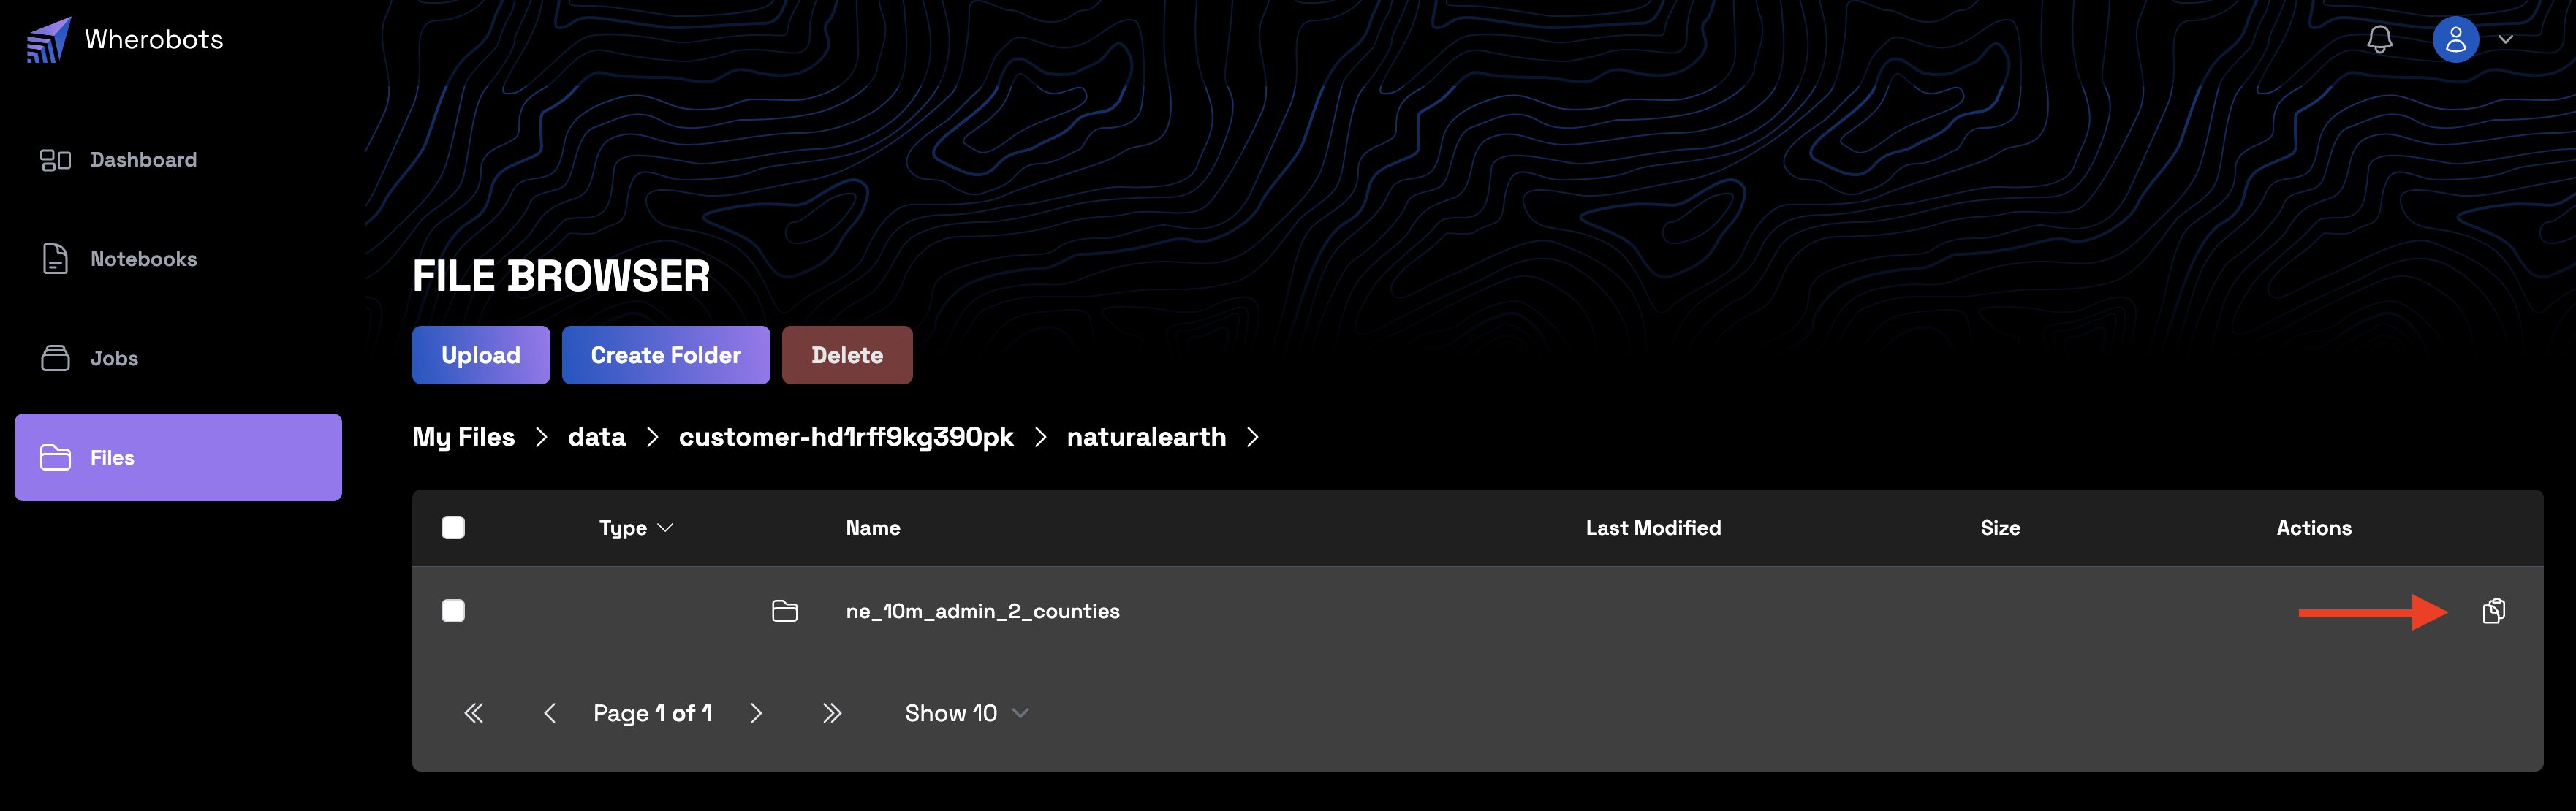 Wherobots
Dashboard
Notebooks
Jobs
Files
FILE BROWSER
Upload Create Folder Delete
My Files > data > customer-hd1rff9kg390pk > naturalearth >
Type Name Last Modified Size Actions
ne_10m_admin_2_counties
Page 1 of 1 Show 10